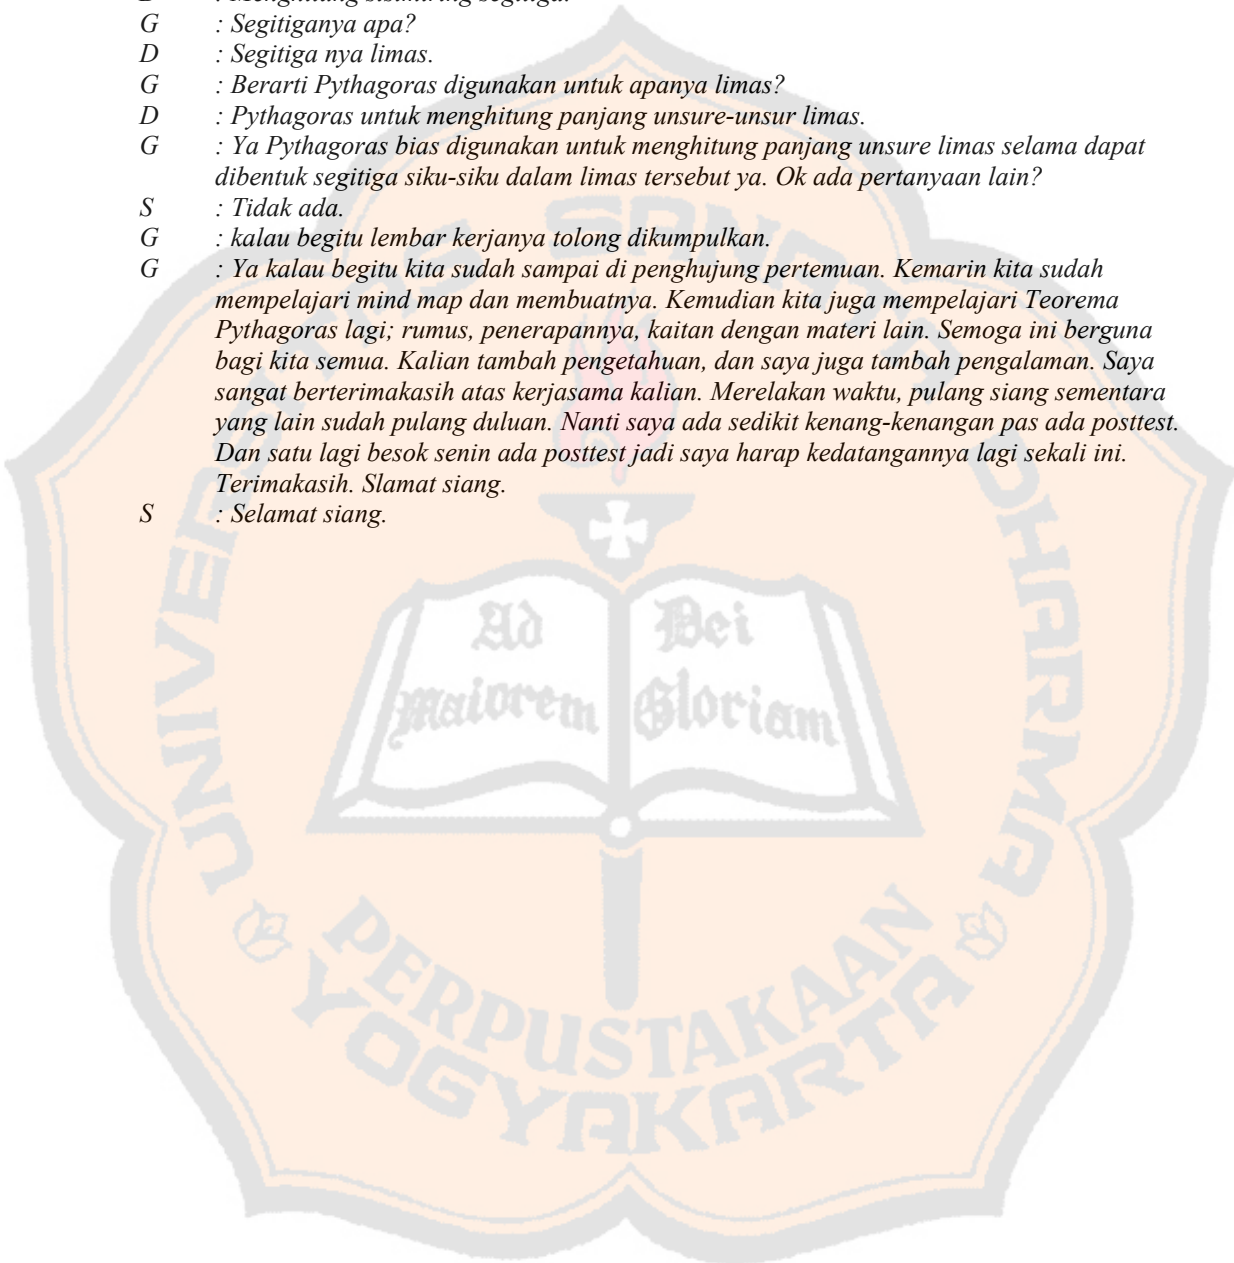 G : Segitiganya apa?
D : Segitiga nya limas.
G : Berarti Pythagoras digunakan untuk apanya limas?
D : Pythagoras untuk menghitung panjang unsure-unsur limas.
G : Ya Pythagoras bias digunakan untuk menghitung panjang unsure limas selama dapat
dibentuk segitiga siku-siku dalam limas tersebut ya. Ok ada pertanyaan lain?
S : Tidak ada.
G : kalau begitu lembar kerjanya tolong dikumpulkan.
G : Ya kalau begitu kita sudah sampai di penghujung pertemuan. Kemarin kita sudah
mempelajari mind map dan membuatnya. Kemudian kita juga mempelajari Teorema
Pythagoras lagi; rumus, penerapannya, kaitan dengan materi lain. Semoga ini berguna
bagi kita semua. Kalian tambah pengetahuan, dan saya juga tambah pengalaman. Saya
sangat berterimakasih atas kerjasama kalian. Merelakan waktu, pulang siang sementara
yang lain sudah pulang duluan. Nanti saya ada sedikit kenang-kenangan pas ada posttest.
Dan satu lagi besok senin ada posttest jadi saya harap kedatangannya lagi sekali ini.
Terimakasih. Slamat siang.
S : Selamat siang.
UNIVERSITAS SANATA DHARMA
Ad Dei
maiorem Gloriam
PERPUSTAKAAN
YOGYAKARTA